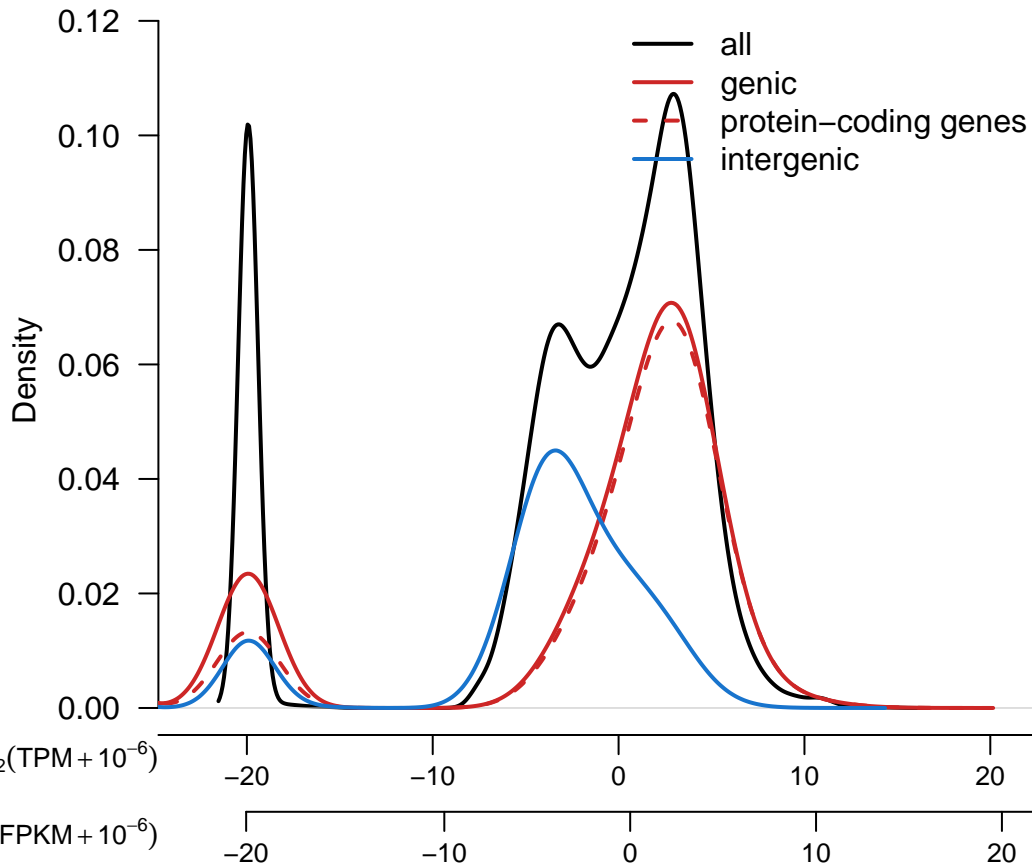 0.12
all
genic
protein−coding genes
intergenic
0.10
0.08
0.06
0.04
0.02
0.00
Density
₂(TPM + 10⁻⁶)
−20 −10 0 10 20
FPKM + 10⁻⁶)
−20 −10 0 10 20